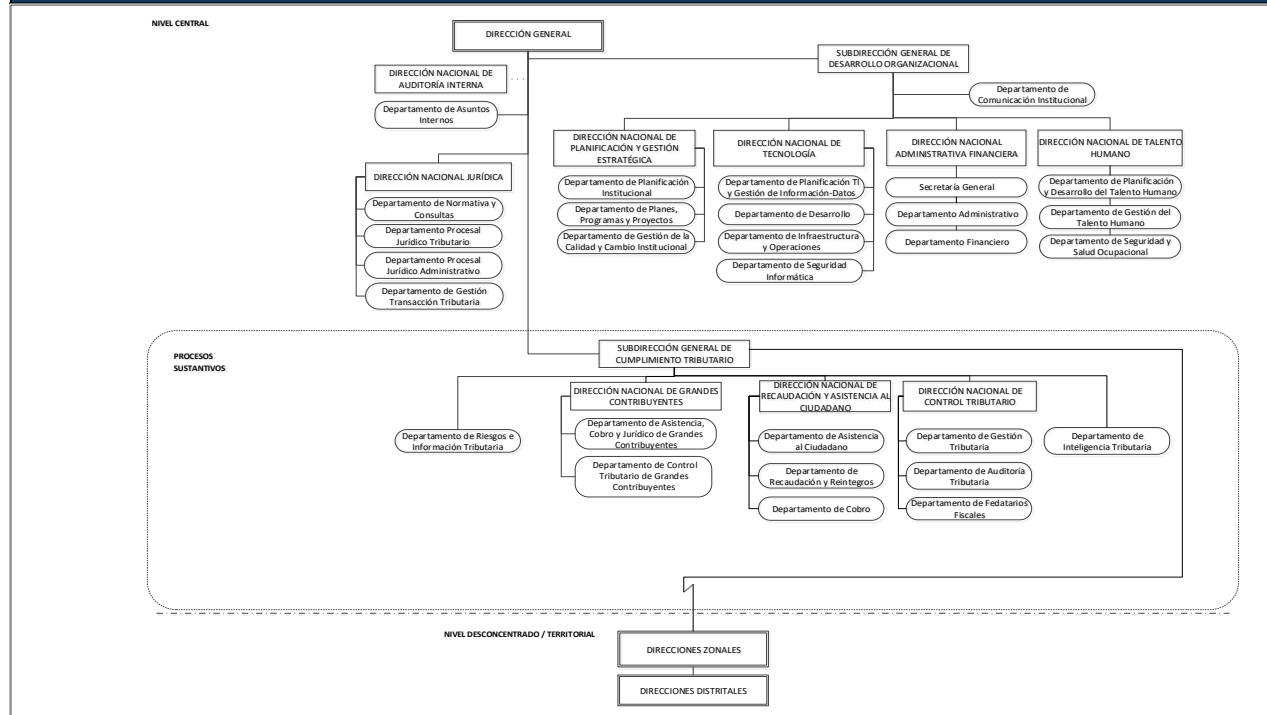 NIVEL CENTRAL
DIRECCIÓN GENERAL
SUBDIRECCIÓN GENERAL DE
DESARROLLO ORGANIZACIONAL
DIRECCIÓN NACIONAL DE
AUDITORÍA INTERNA
Departamento de Asuntos
Internos
Departamento de
Comunicación Institucional
DIRECCIÓN NACIONAL JURÍDICA
Departamento de Normativa y
Consultas
Departamento Procesal
Jurídico Tributario
Departamento Procesal
Jurídico Administrativo
Departamento de Gestión
Transacción Tributaria
DIRECCIÓN NACIONAL DE
PLANIFICACIÓN Y GESTIÓN
ESTRATÉGICA
Departamento de Planificación
Institucional
Departamento de Planes,
Programas y Proyectos
Departamento de Gestión de la
Calidad y Cambio Institucional
DIRECCIÓN NACIONAL DE
TECNOLOGÍA
Departamento de Planificación TI
y Gestión de Información-Datos
Departamento de Desarrollo
Departamento de Infraestructura
y Operaciones
Departamento de Seguridad
Informática
DIRECCIÓN NACIONAL
ADMINISTRATIVA FINANCIERA
Secretaría General
Departamento Administrativo
Departamento Financiero
DIRECCIÓN NACIONAL DE TALENTO
HUMANO
Departamento de Planificación
y Desarrollo del Talento Humano
Departamento de Gestión del
Talento Humano
Departamento de Seguridad y
Salud Ocupacional
PROCESOS
SUSTANTIVOS
SUBDIRECCIÓN GENERAL DE
CUMPLIMIENTO TRIBUTARIO
Departamento de Riesgos e
Información Tributaria
DIRECCIÓN NACIONAL DE GRANDES
CONTRIBUYENTES
Departamento de Asistencia,
Cobro y Jurídico de Grandes
Contribuyentes
Departamento de Control
Tributario de Grandes
Contribuyentes
DIRECCIÓN NACIONAL DE
RECAUDACIÓN Y ASISTENCIA AL
CIUDADANO
Departamento de Asistencia
al Ciudadano
Departamento de
Recaudación y Reintegros
Departamento de Cobro
DIRECCIÓN NACIONAL DE
CONTROL TRIBUTARIO
Departamento de Gestión
Tributaria
Departamento de Auditoría
Tributaria
Departamento de Fedatarios
Fiscales
Departamento de
Inteligencia Tributaria
NIVEL DESCONCENTRADO / TERRITORIAL
DIRECCIONES ZONALES
DIRECCIONES DISTRITALES